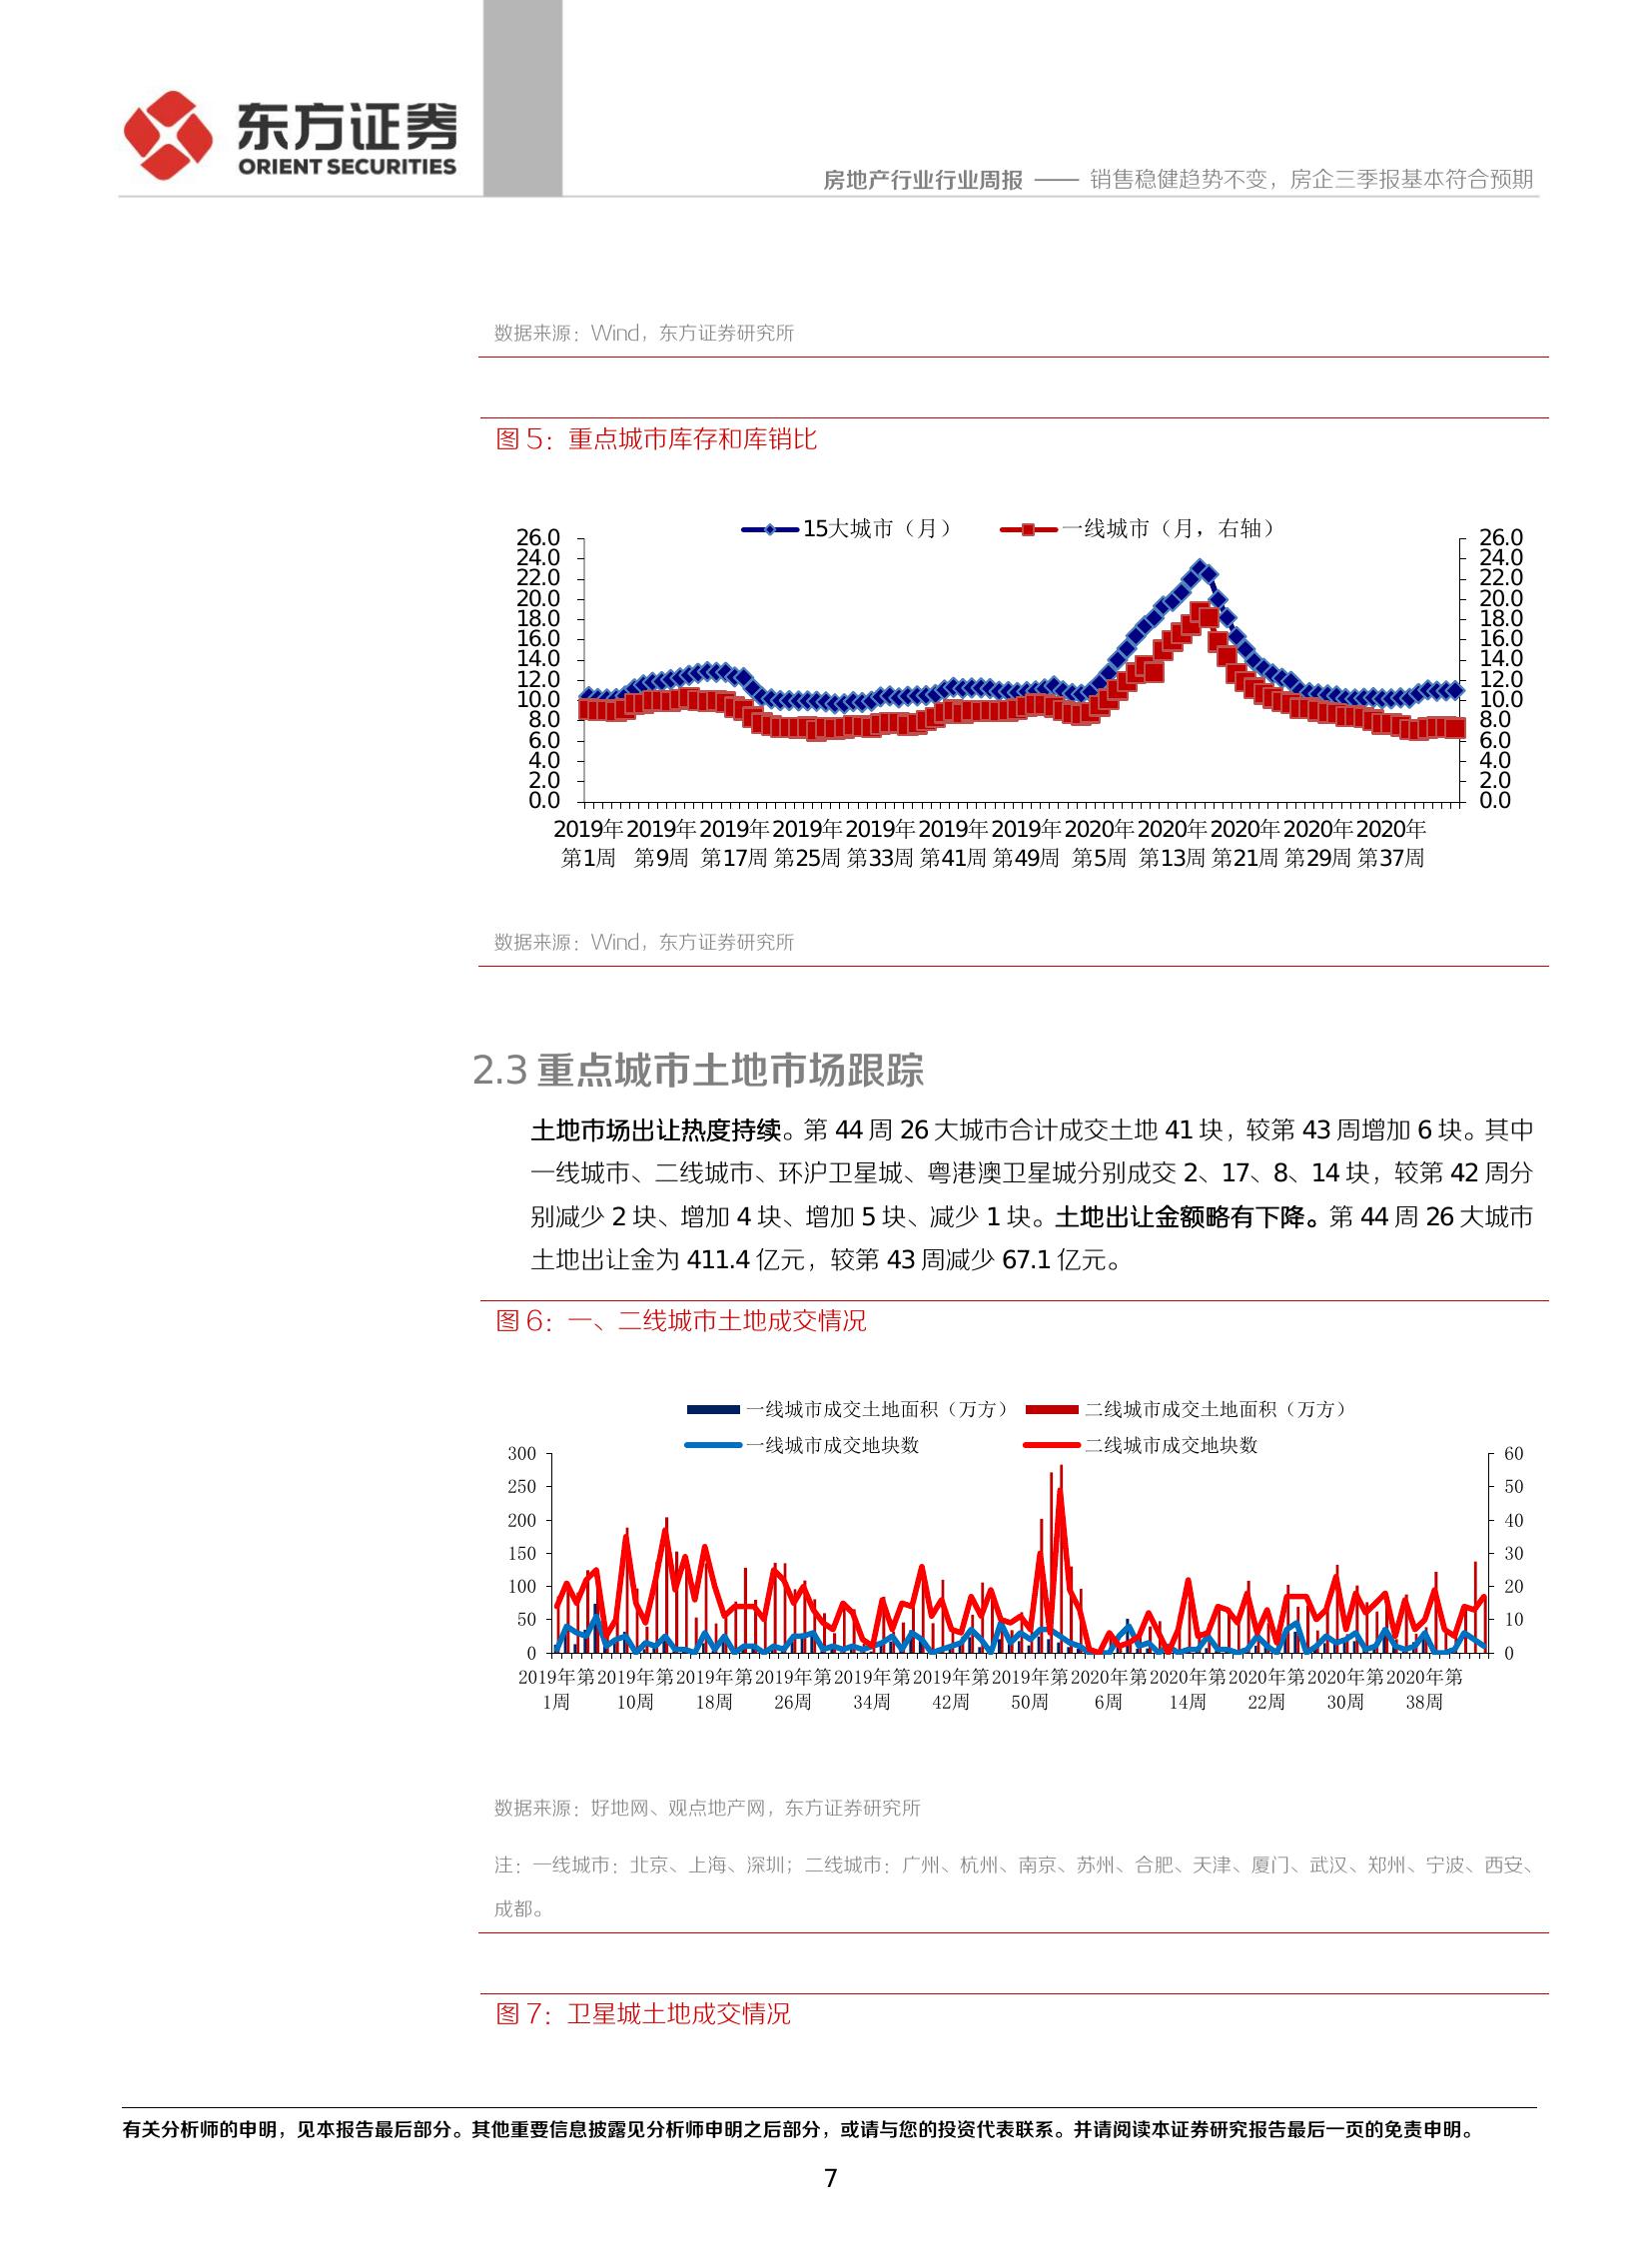 东方证券
ORIENT SECURITIES
房地产行业行业周报 —— 销售稳健趋势不变，房企三季报基本符合预期
数据来源：Wind，东方证券研究所
图 5：重点城市库存和库销比
15大城市（月） 一线城市（月，右轴）
26.0 26.0
24.0 24.0
22.0 22.0
20.0 20.0
18.0 18.0
16.0 16.0
14.0 14.0
12.0 12.0
10.0 10.0
8.0 8.0
6.0 6.0
4.0 4.0
2.0 2.0
0.0 0.0
2019年 2019年 2019年 2019年 2019年 2019年 2019年 2020年 2020年 2020年 2020年 2020年
第1周 第9周 第17周 第25周 第33周 第41周 第49周 第5周 第13周 第21周 第29周 第37周
数据来源：Wind，东方证券研究所
2.3 重点城市土地市场跟踪
土地市场出让热度持续。第 44 周 26 大城市合计成交土地 41 块，较第 43 周增加 6 块。其中
一线城市、二线城市、环沪卫星城、粤港澳卫星城分别成交 2、17、8、14 块，较第 42 周分
别减少 2 块、增加 4 块、增加 5 块、减少 1 块。土地出让金额略有下降。第 44 周 26 大城市
土地出让金为 411.4 亿元，较第 43 周减少 67.1 亿元。
图 6：一、二线城市土地成交情况
一线城市成交土地面积（万方） 二线城市成交土地面积（万方）
一线城市成交地块数 二线城市成交地块数
300 60
250 50
200 40
150 30
100 20
50 10
0 0
2019年第 2019年第 2019年第 2019年第 2019年第 2019年第 2019年第 2020年第 2020年第 2020年第 2020年第 2020年第
1周 10周 18周 26周 34周 42周 50周 6周 14周 22周 30周 38周
数据来源：好地网、观点地产网，东方证券研究所
注：一线城市：北京、上海、深圳；二线城市：广州、杭州、南京、苏州、合肥、天津、厦门、武汉、郑州、宁波、西安、
成都。
图 7：卫星城土地成交情况
有关分析师的申明，见本报告最后部分。其他重要信息披露见分析师申明之后部分，或请与您的投资代表联系。并请阅读本证券研究报告最后一页的免责申明。
7